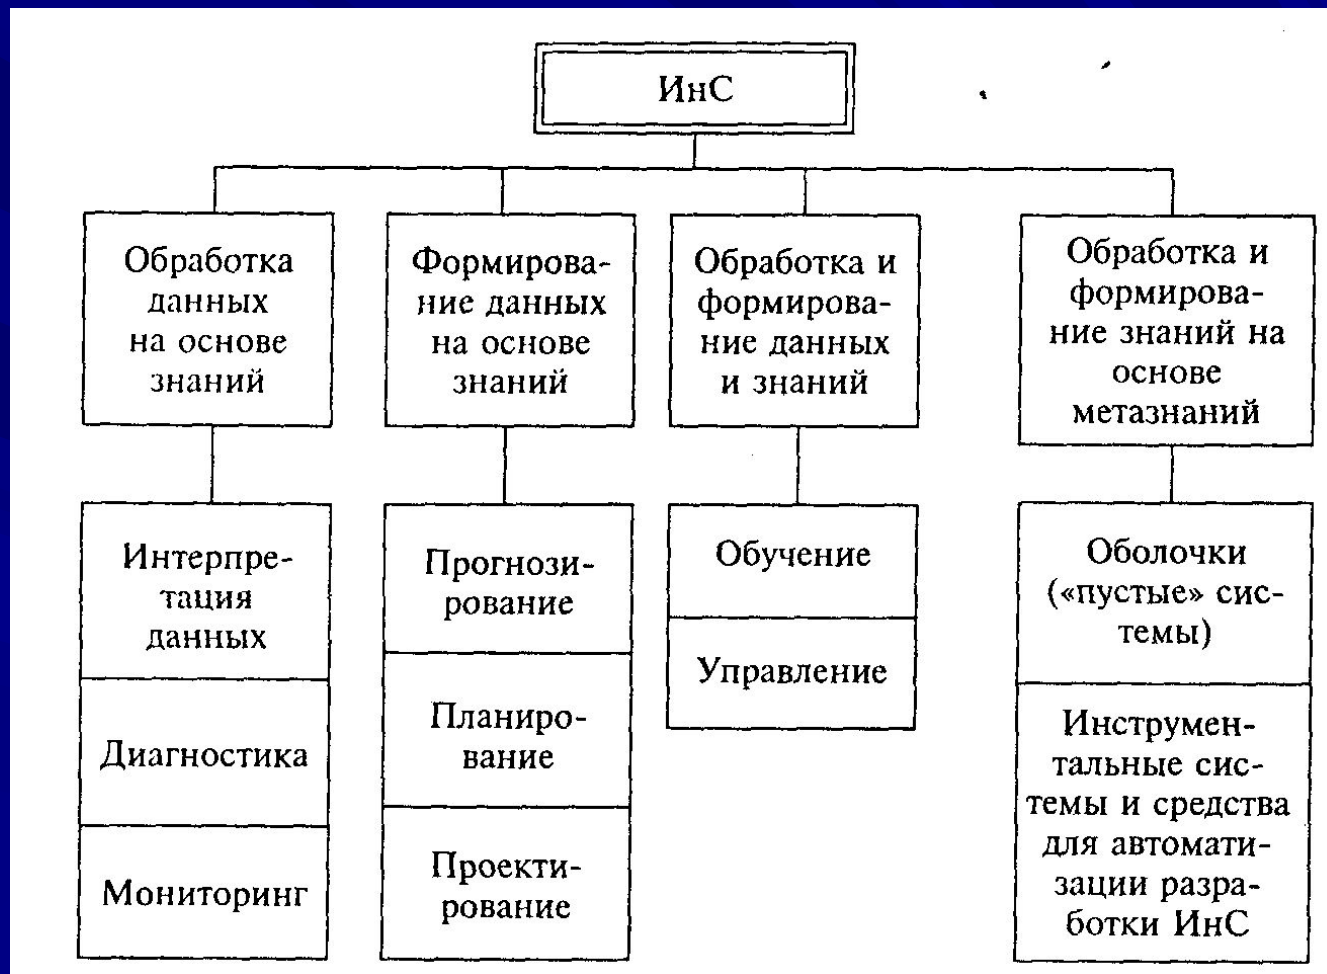 ИнС
Обработка
данных
на основе
знаний
Формирова-
ние данных
на основе
знаний
Обработка и
формирова-
ние данных
и знаний
Обработка и
формирова-
ние знаний на
основе
метазнаний
Интерпре-
тация
данных
Диагностика
Мониторинг
Прогнози-
рование
Планиро-
вание
Проекти-
рование
Обучение
Управление
Оболочки
(«пустые» сис-
темы)
Инструмен-
тальные сис-
темы и средства
для автомати-
зации разра-
ботки ИнС